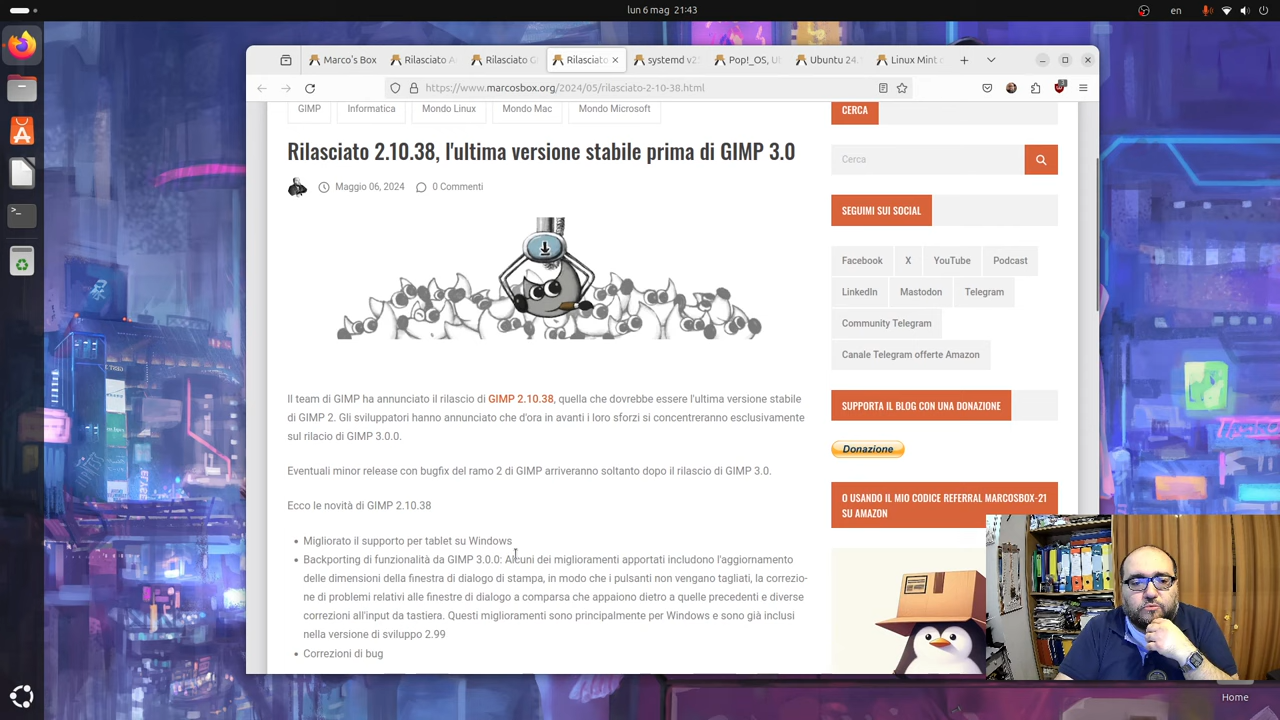 lun 6 mag 21:43
en
Marco's Box
Rilasciato A
Rilasciato G
Rilasciato
systemd v25
Pop!_OS, U
Ubuntu 24.
Linux Mint
https://www.marcosbox.org/2024/05/rilasciato-2-10-38.html
GIMP
Informatica
Mondo Linux
Mondo Mac
Mondo Microsoft
Rilasciato 2.10.38, l'ultima versione stabile prima di GIMP 3.0
Maggio 06, 2024
0 Commenti
Il team di GIMP ha annunciato il rilascio di GIMP 2.10.38, quella che dovrebbe essere l'ultima versione stabile
di GIMP 2. Gli sviluppatori hanno annunciato che d'ora in avanti i loro sforzi si concentreranno esclusivamente
sul rilacio di GIMP 3.0.0.
Eventuali minor release con bugfix del ramo 2 di GIMP arriveranno soltanto dopo il rilascio di GIMP 3.0.
Ecco le novità di GIMP 2.10.38
• Migliorato il supporto per tablet su Windows
• Backporting di funzionalità da GIMP 3.0.0: Alcuni dei miglioramenti apportati includono l'aggiornamento
delle dimensioni della finestra di dialogo di stampa, in modo che i pulsanti non vengano tagliati, la correzio-
ne di problemi relativi alle finestre di dialogo a comparsa che appaiono dietro a quelle precedenti e diverse
correzioni all'input da tastiera. Questi miglioramenti sono principalmente per Windows e sono già inclusi
nella versione di sviluppo 2.99
• Correzioni di bug
CERCA
Cerca
SEGUIMI SUI SOCIAL
Facebook
X
YouTube
Podcast
LinkedIn
Mastodon
Telegram
Community Telegram
Canale Telegram offerte Amazon
SUPPORTA IL BLOG CON UNA DONAZIONE
Donazione
O USANDO IL MIO CODICE REFERRAL MARCOSBOX-21
SU AMAZON
Home